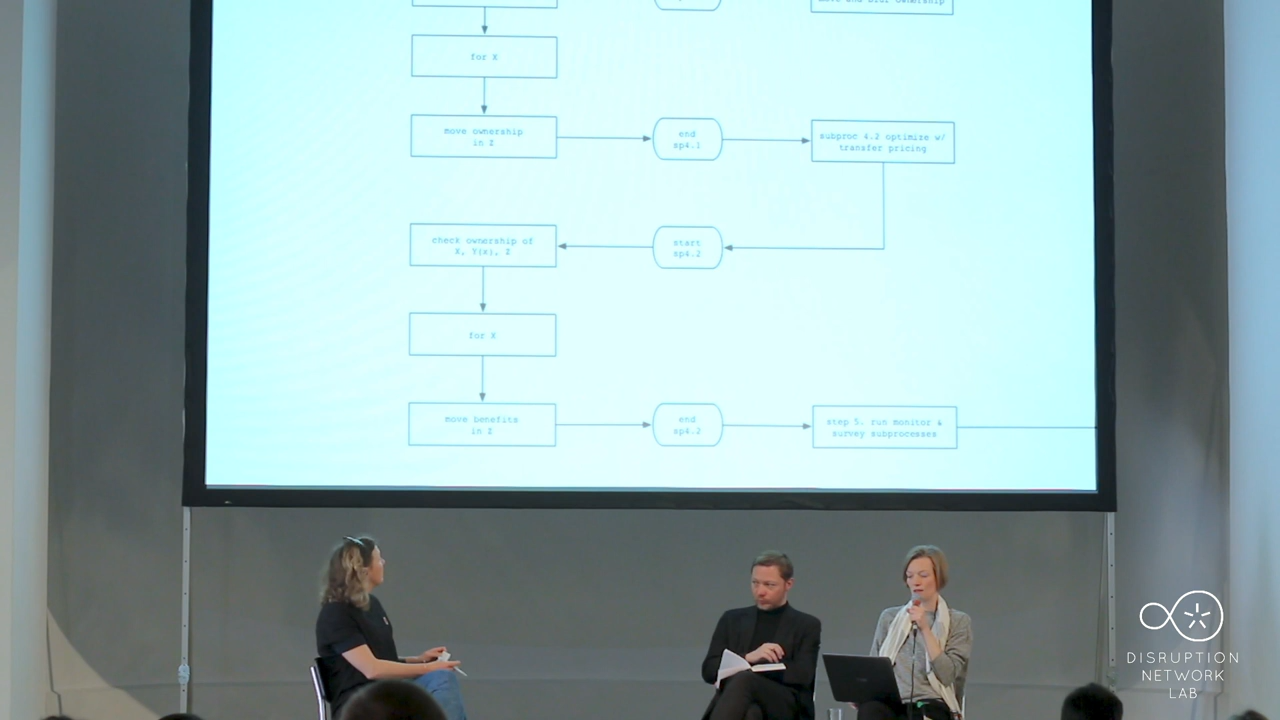 for X
move ownership
in Z
end
sp4.1
subproc 4.2 optimize w/
transfer pricing
check ownership of
X, Y(x), Z
start
sp4.2
for X
move benefits
in Z
end
sp4.2
step 5. run monitor &
survey subprocesses
DISRUPTION
NETWORK
LAB